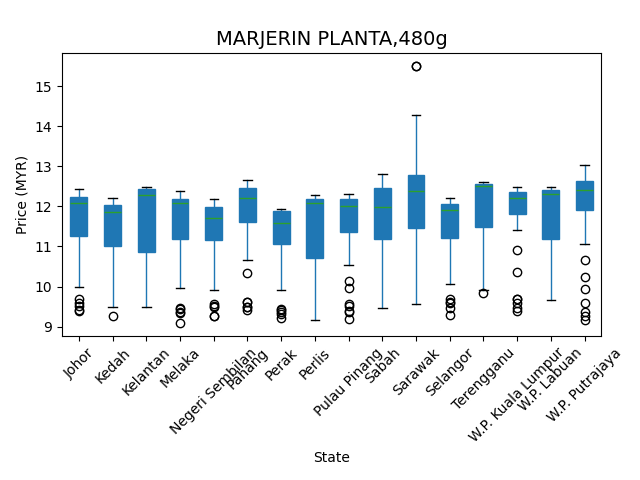 MARJERIN PLANTA,480g
Price (MYR)
15
14
13
12
11
10
9
Johor
Kedah
Kelantan
Melaka
Negeri Sembilan
Pahang
Perak
Perlis
Pulau Pinang
Sabah
Sarawak
Selangor
Terengganu
W.P. Kuala Lumpur
W.P. Labuan
W.P. Putrajaya
State